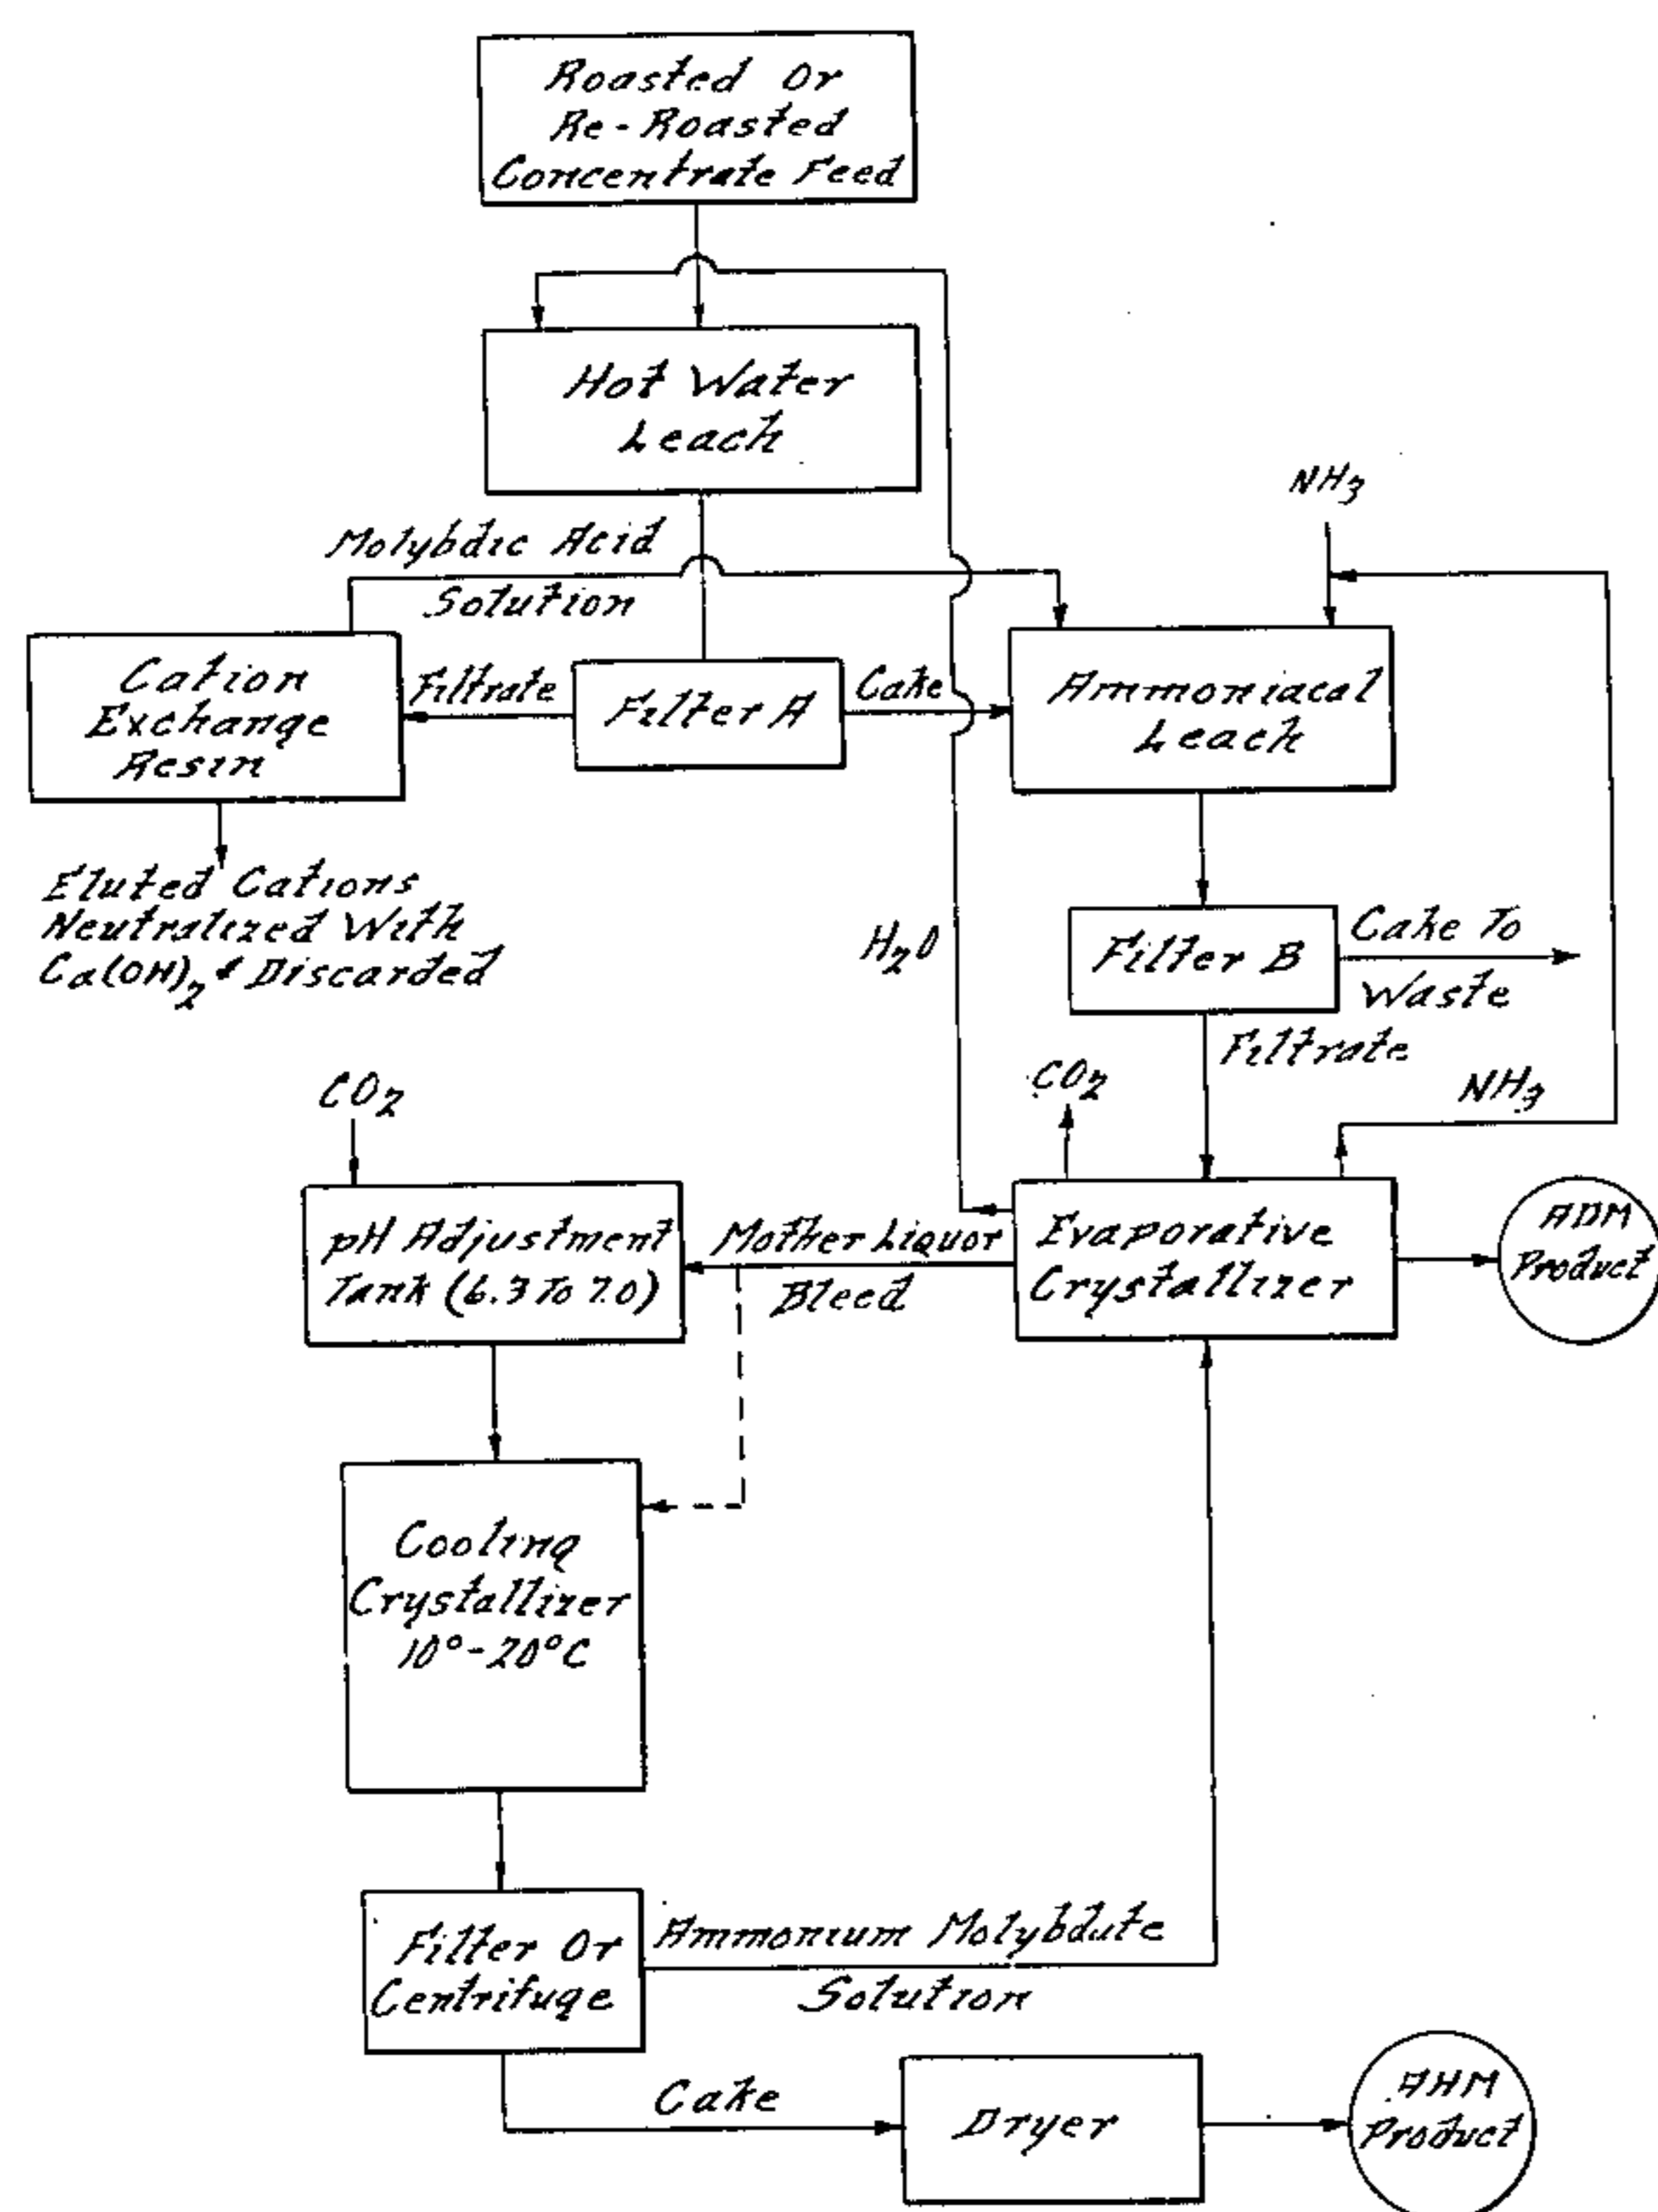 Roasted Or
Re-Roasted
Concentrate Feed
Hot Water
Leach
NH3
Molybdic Acid
Solution
Cation
Exchange
Resin
Filtrate
Filter A
Cake
Ammoniacal
Leach
Eluted Cations
Neutralized With
Ca(OH)2 & Discarded
H2O
Filter B
Cake To
Waste
Filtrate
CO2
CO2
NH3
pH Adjustment
Tank (6.3 To 7.0)
Mother Liquor
Bleed
Evaporative
Crystallizer
ADM
Product
Cooling
Crystallizer
10°-20°C
Filter Or
Centrifuge
Ammonium Molybdate
Solution
Cake
Dryer
AHM
Product